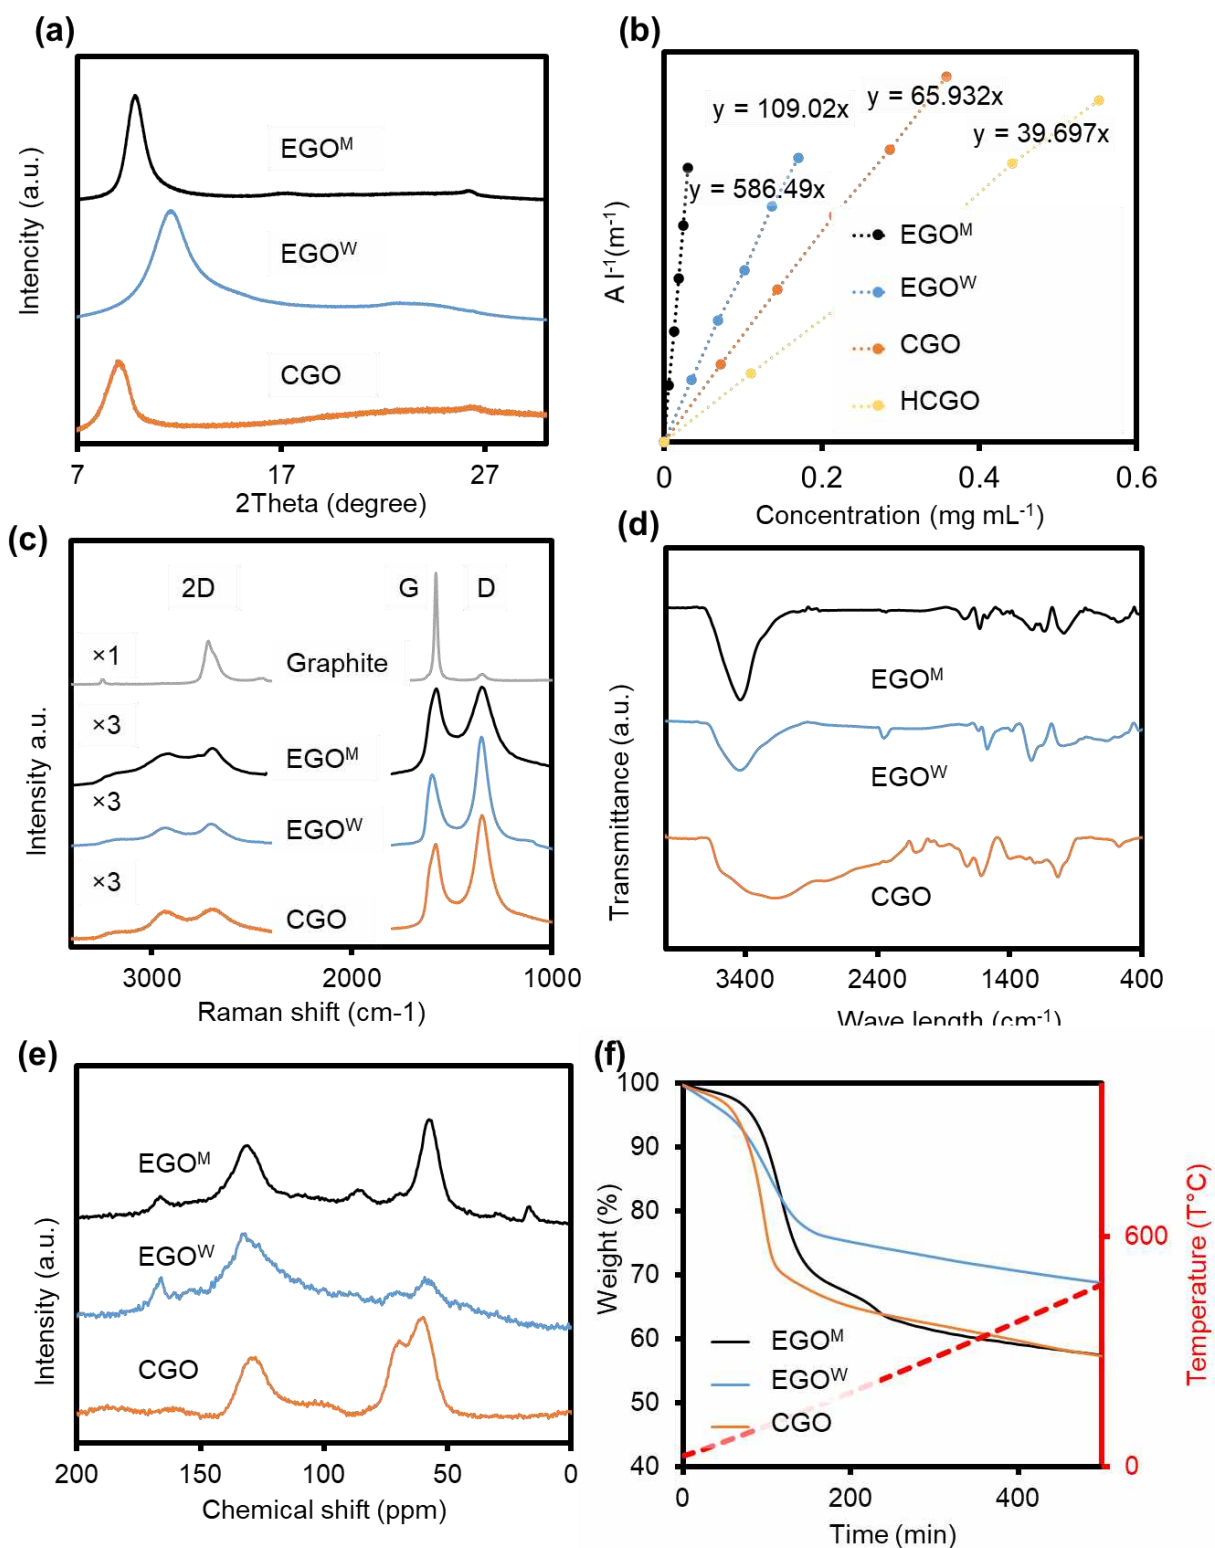 (a)
Intencity (a.u.)
EGOᴹ
EGOᵂ
CGO
7
17
27
2Theta (degree)
(b)
A l⁻¹(m⁻¹)
y = 109.02x
y = 65.932x
y = 39.697x
y = 586.49x
EGOᴹ
EGOᵂ
CGO
HCGO
0
0.2
0.4
0.6
Concentration (mg mL⁻¹)
(c)
Intensity a.u.
2D
G
D
×1
Graphite
×3
EGOᴹ
×3
EGOᵂ
×3
CGO
3000
2000
1000
Raman shift (cm-1)
(d)
Transmittance (a.u.)
EGOᴹ
EGOᵂ
CGO
3400
2400
1400
400
Wave length (cm⁻¹)
(e)
Intensity (a.u.)
EGOᴹ
EGOᵂ
CGO
200
150
100
50
0
Chemical shift (ppm)
(f)
Weight (%)
100
90
80
70
60
50
40
EGOᴹ
EGOᵂ
CGO
600
0
Temperature (T°C)
0
200
400
Time (min)